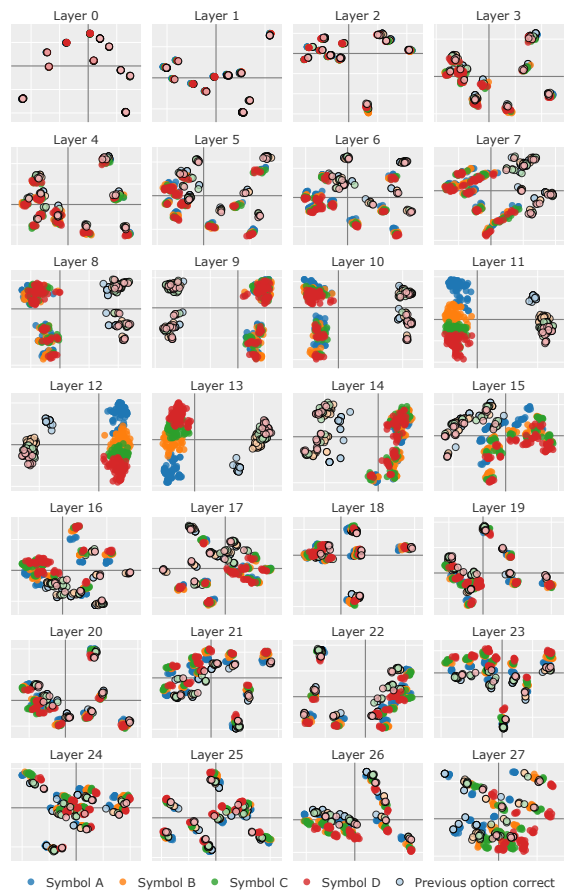 Layer 0 Layer 1 Layer 2 Layer 3
Layer 4 Layer 5 Layer 6 Layer 7
Layer 8 Layer 9 Layer 10 Layer 11
Layer 12 Layer 13 Layer 14 Layer 15
Layer 16 Layer 17 Layer 18 Layer 19
Layer 20 Layer 21 Layer 22 Layer 23
Layer 24 Layer 25 Layer 26 Layer 27
Symbol A Symbol B Symbol C Symbol D Previous option correct